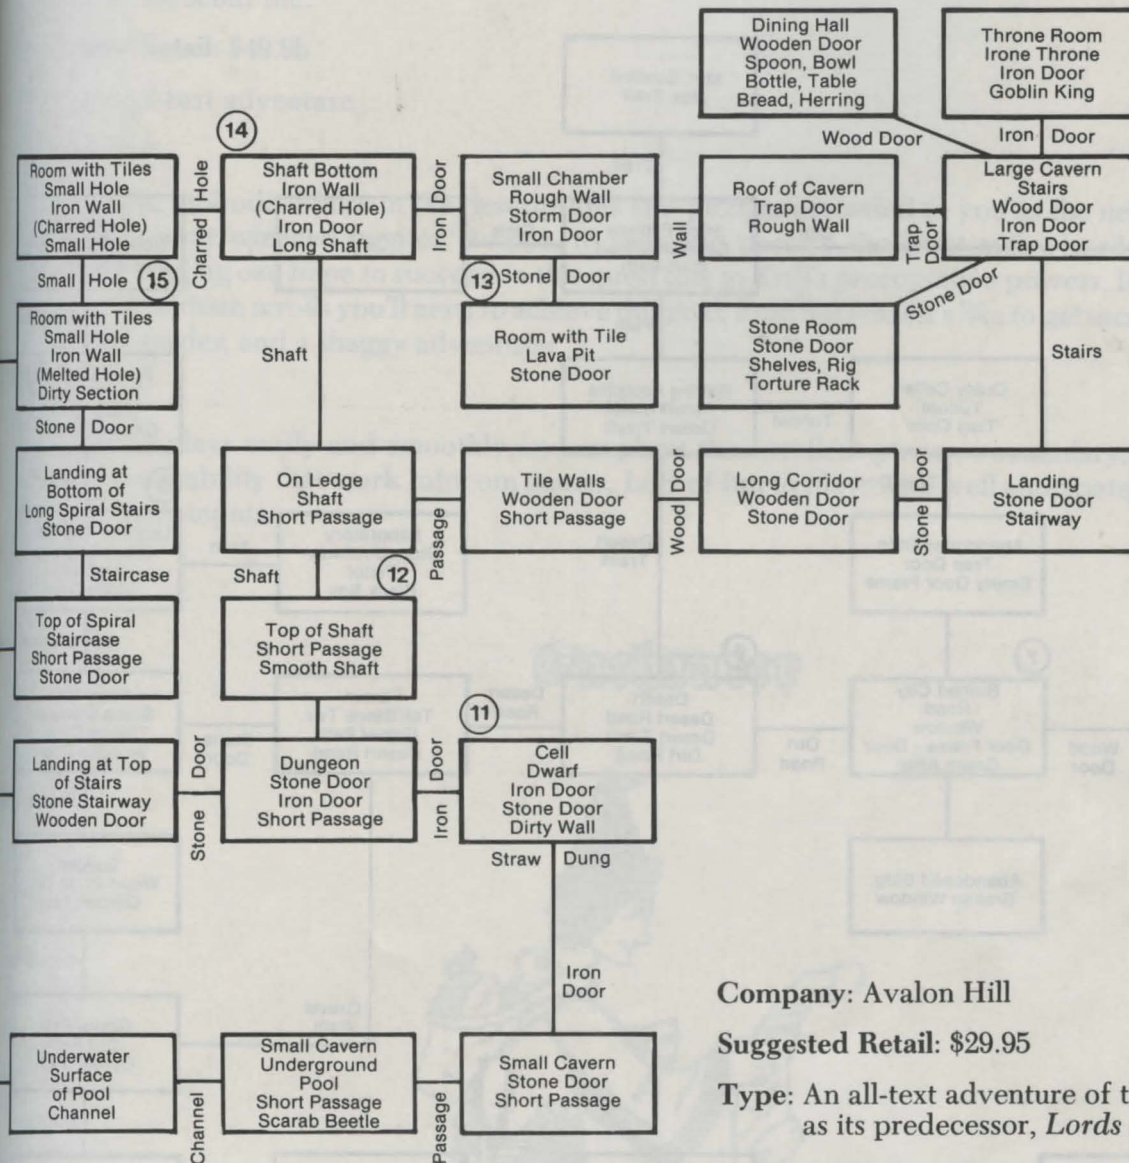 Dining Hall
Wooden Door
Spoon, Bowl
Bottle, Table
Bread, Herring
Throne Room
Irone Throne
Iron Door
Goblin King
Wood Door
Iron Door
14
Room with Tiles
Small Hole
Iron Wall
(Charred Hole)
Small Hole
Charred Hole
Shaft Bottom
Iron Wall
(Charred Hole)
Iron Door
Long Shaft
Iron Door
Small Chamber
Rough Wall
Storm Door
Iron Door
Wall
Roof of Cavern
Trap Door
Rough Wall
Trap
Door
Large Cavern
Stairs
Wood Door
Iron Door
Trap Door
Small Hole
15
13
Stone Door
Stone Door
Room with Tiles
Small Hole
Iron Wall
(Melted Hole)
Dirty Section
Shaft
Room with Tile
Lava Pit
Stone Door
Stone Room
Stone Door
Shelves, Rig
Torture Rack
Stairs
Stone Door
Landing at
Bottom of
Long Spiral Stairs
Stone Door
On Ledge
Shaft
Short Passage
Passage
Tile Walls
Wooden Door
Short Passage
Wood Door
Long Corridor
Wooden Door
Stone Door
Stone Door
Landing
Stone Door
Stairway
Staircase
Shaft
12
Top of Spiral
Staircase
Short Passage
Stone Door
Top of Shaft
Short Passage
Smooth Shaft
11
Landing at Top
of Stairs
Stone Stairway
Wooden Door
Stone Door
Dungeon
Stone Door
Iron Door
Short Passage
Iron Door
Cell
Dwarf
Iron Door
Stone Door
Dirty Wall
Straw Dung
Iron
Door
Underwater
Surface
of Pool
Channel
Channel
Small Cavern
Underground
Pool
Short Passage
Scarab Beetle
Passage
Small Cavern
Stone Door
Short Passage
Company: Avalon Hill
Suggested Retail: $29.95
Type: An all-text adventure of t
as its predecessor, Lords